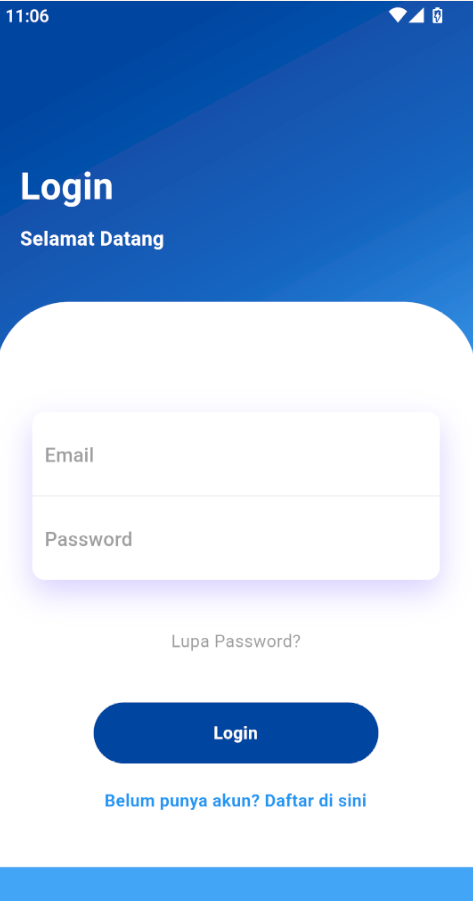 11:06
Login
Selamat Datang
Email
Password
Lupa Password?
Login
Belum punya akun? Daftar di sini